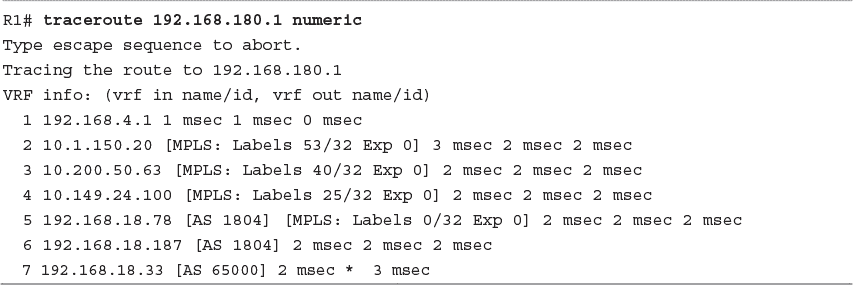 R1# traceroute 192.168.180.1 numeric
Type escape sequence to abort.
Tracing the route to 192.168.180.1
VRF info: (vrf in name/id, vrf out name/id)
1 192.168.4.1 1 msec 1 msec 0 msec
2 10.1.150.20 [MPLS: Labels 53/32 Exp 0] 3 msec 2 msec 2 msec
3 10.200.50.63 [MPLS: Labels 40/32 Exp 0] 2 msec 2 msec 2 msec
4 10.149.24.100 [MPLS: Labels 25/32 Exp 0] 2 msec 2 msec 2 msec
5 192.168.18.78 [AS 1804] [MPLS: Labels 0/32 Exp 0] 2 msec 2 msec 2 msec
6 192.168.18.187 [AS 1804] 2 msec 2 msec 2 msec
7 192.168.18.33 [AS 65000] 2 msec * 3 msec